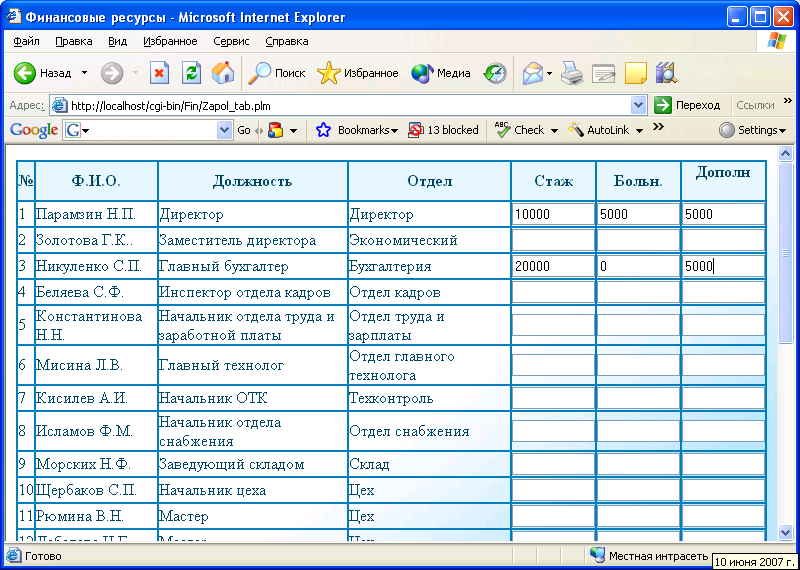 Финансовые ресурсы - Microsoft Internet Explorer
Файл Правка Вид Избранное Сервис Справка
Назад Поиск Избранное Медиа
Адрес: http://localhost/cgi-bin/Fin/Zapol_tab.plm Переход Ссылки »
Google G Go Bookmarks 13 blocked ABC Check AutoLink » Settings
№ Ф.И.О. Должность Отдел Стаж Больн. Дополн
1 Парамзин Н.П. Директор Директор 10000 5000 5000
2 Золотова Г.К.. Заместитель директора Экономический
3 Никуленко С.П. Главный бухгалтер Бухгалтерия 20000 0 5000
4 Беляева С.Ф. Инспектор отдела кадров Отдел кадров
5 Константинова Начальник отдела труда и Отдел труда и
Н.Н. заработной платы зарплаты
6 Мисина Л.В. Главный технолог Отдел главного
технолога
7 Кисилев А.И. Начальник ОТК Техконтроль
8 Исламов Ф.М. Начальник отдела Отдел снабжения
снабжения
9 Морских Н.Ф. Заведующий складом Склад
10 Щербаков С.П. Начальник цеха Цех
11 Рюмина В.Н. Мастер Цех
Готово Местная интрасеть
10 июня 2007 г.